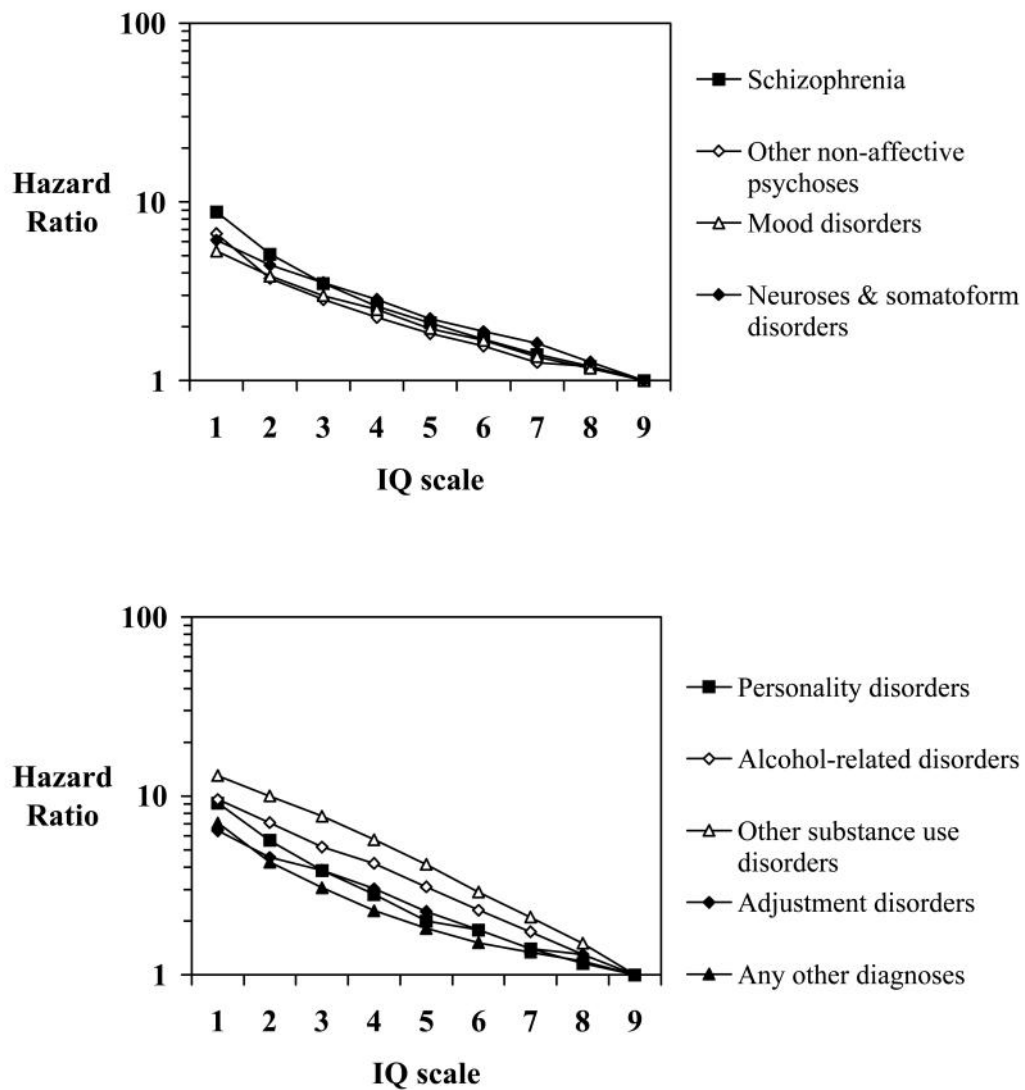 100
10
1
Hazard
Ratio
1 2 3 4 5 6 7 8 9
IQ scale
Schizophrenia
Other non-affective
psychoses
Mood disorders
Neuroses & somatoform
disorders
100
10
1
Hazard
Ratio
1 2 3 4 5 6 7 8 9
IQ scale
Personality disorders
Alcohol-related disorders
Other substance use
disorders
Adjustment disorders
Any other diagnoses